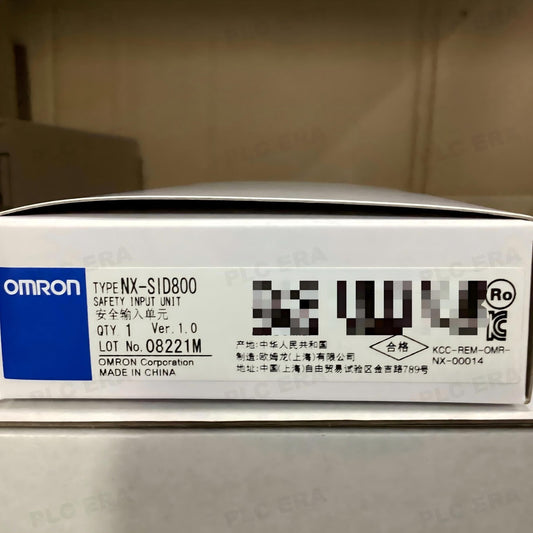 OMRON
TYPE NX-SID800
SAFETY INPUT UNIT
安全输入单元
QTY 1 Ver.1.0
LOT No. 08221M
OMRON Corporation
MADE IN CHINA
产地:中华人民共和国
制造:欧姆龙(上海)有限公司
地址:中国(上海)自由贸易试验区金吉路789号
合格
Ro
KCC-REM-OMR-
NX-00014
PLC ERA